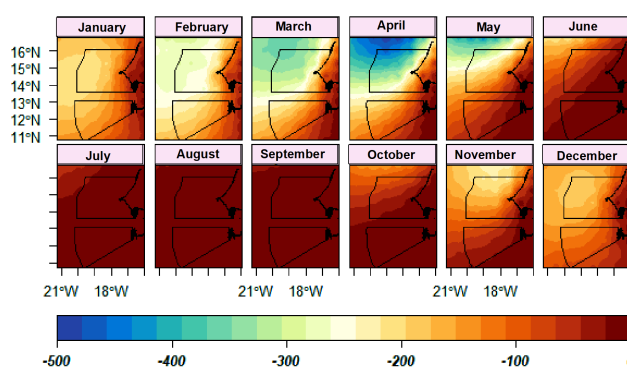 January February March April May June
16°N
15°N
14°N
13°N
12°N
11°N
July August September October November December
21°W 18°W 21°W 18°W 21°W 18°W
-500 -400 -300 -200 -100